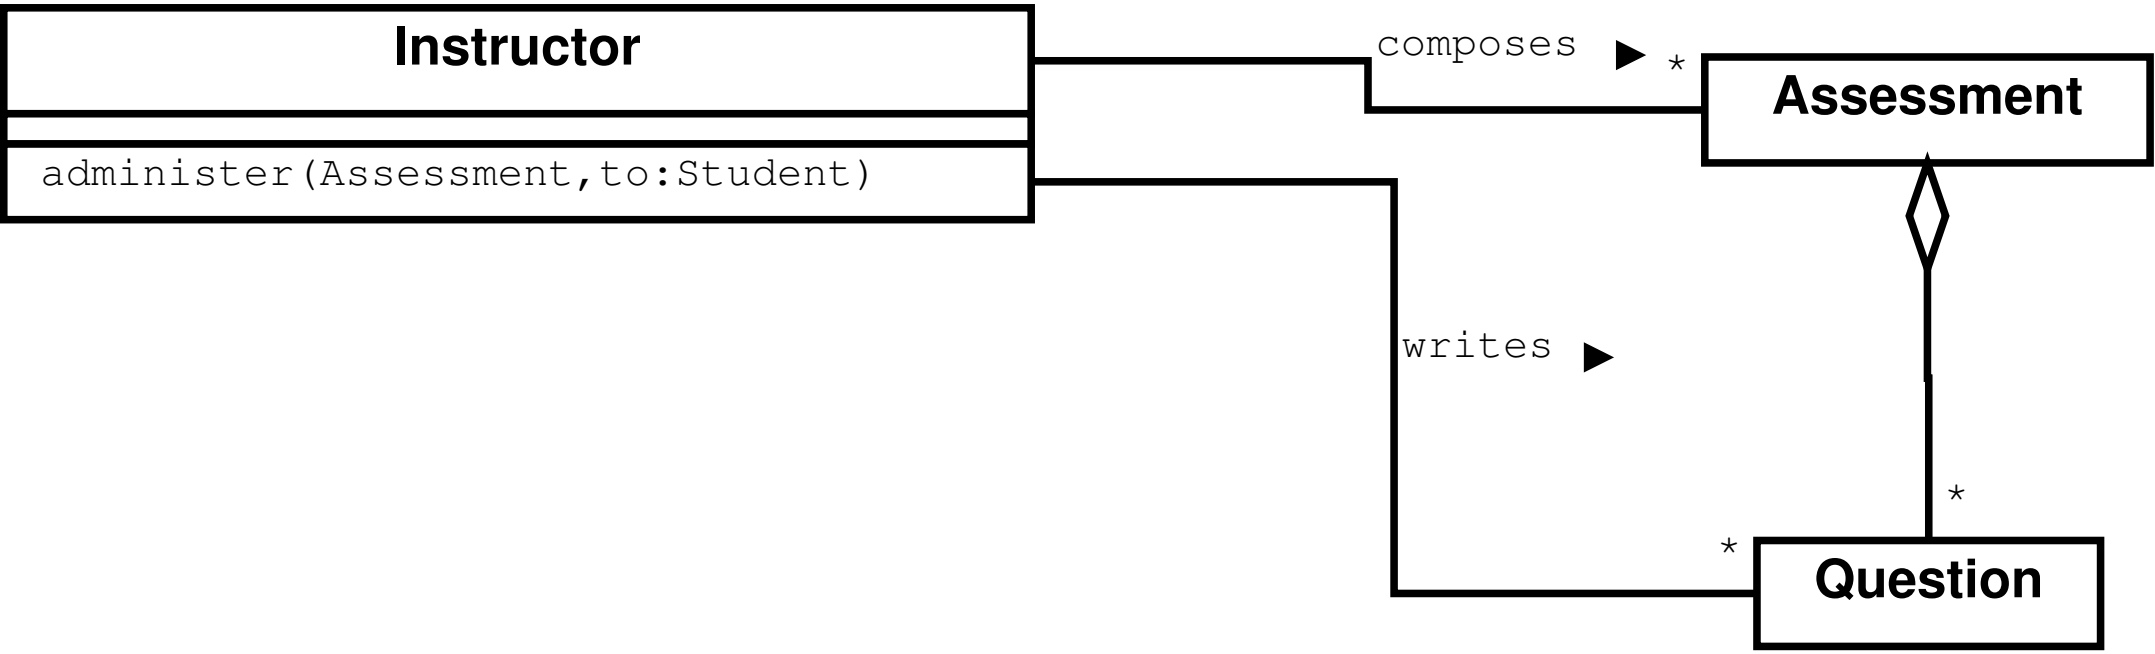 Instructor
administer(Assessment,to:Student)
composes ►
*
Assessment
writes ►
*
*
Question